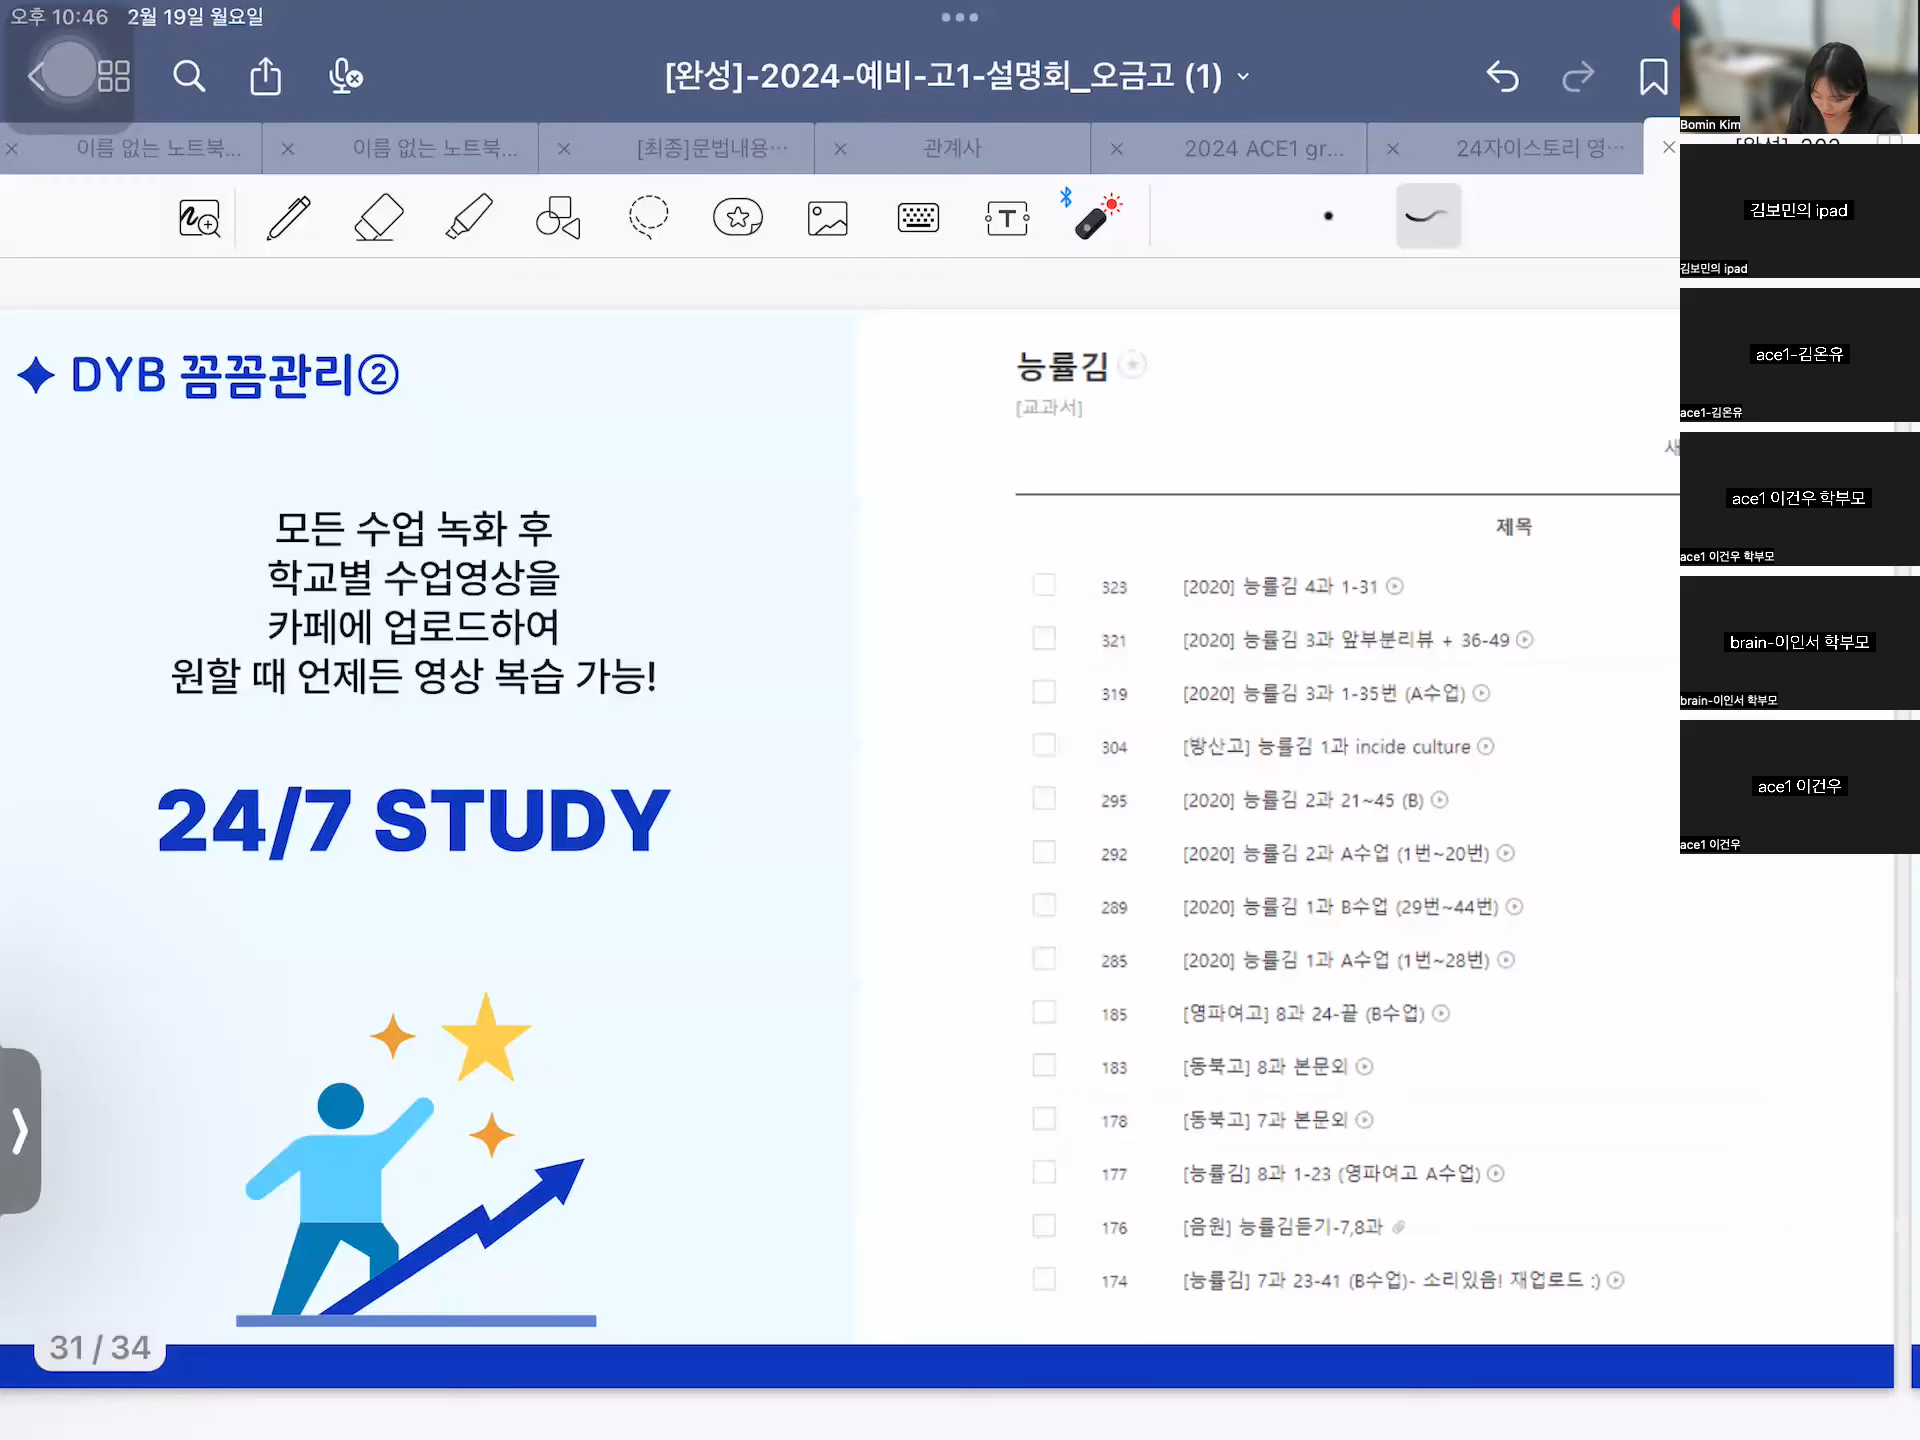 오후 10:46 2월 19일 월요일
[완성]-2024-예비-고1-설명회_오금고 (1)
이름 없는 노트북...
이름 없는 노트북...
[최종]문법내용...
관계사
2024 ACE1 gr...
24자이스토리 영...
DYB 꼼꼼관리②
모든 수업 녹화 후
학교별 수업영상을
카페에 업로드하여
원할 때 언제든 영상 복습 가능!
24/7 STUDY
31 / 34
능률김
[교과서]
새
제목
323 [2020] 능률김 4과 1-31
321 [2020] 능률김 3과 앞부분리뷰 + 36-49
319 [2020] 능률김 3과 1-35번 (A수업)
304 [방산고] 능률김 1과 incide culture
295 [2020] 능률김 2과 21~45 (B)
292 [2020] 능률김 2과 A수업 (1번~20번)
289 [2020] 능률김 1과 B수업 (29번~44번)
285 [2020] 능률김 1과 A수업 (1번~28번)
185 [영파여고] 8과 24-끝 (B수업)
183 [동북고] 8과 본문외
178 [동북고] 7과 본문외
177 [능률김] 8과 1-23 (영파여고 A수업)
176 [음원] 능률김듣기-7,8과
174 [능률김] 7과 23-41 (B수업)- 소리있음! 재업로드 :)
Bomin Kim
김보민의 ipad
김보민의 ipad
ace1-김온유
ace1-김온유
ace1 이건우 학부모
ace1 이건우 학부모
brain-이인서 학부모
brain-이인서 학부모
ace1 이건우
ace1 이건우